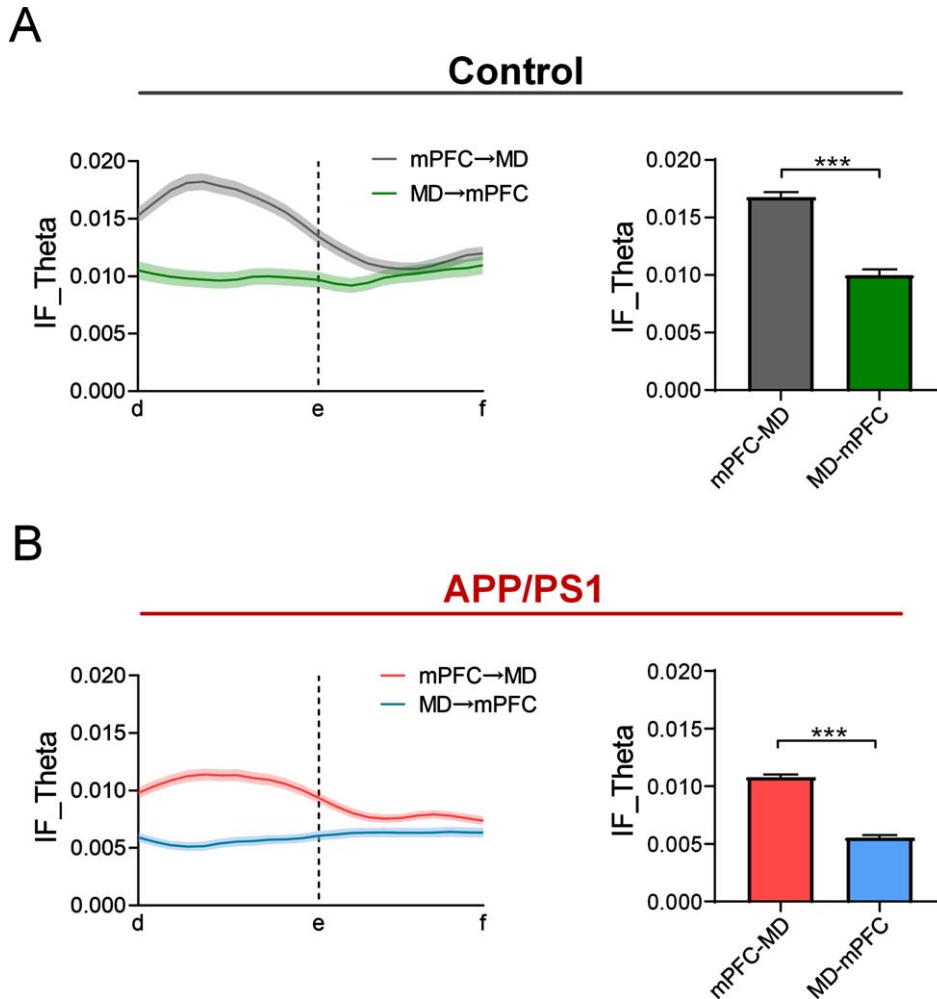 A
Control
IF_Theta
0.020
0.015
0.010
0.005
0.000
d
e
f
mPFC→MD
MD→mPFC
IF_Theta
0.020
0.015
0.010
0.005
0.000
***
mPFC-MD
MD-mPFC
B
APP/PS1
IF_Theta
0.020
0.015
0.010
0.005
0.000
d
e
f
mPFC→MD
MD→mPFC
IF_Theta
0.020
0.015
0.010
0.005
0.000
***
mPFC-MD
MD-mPFC